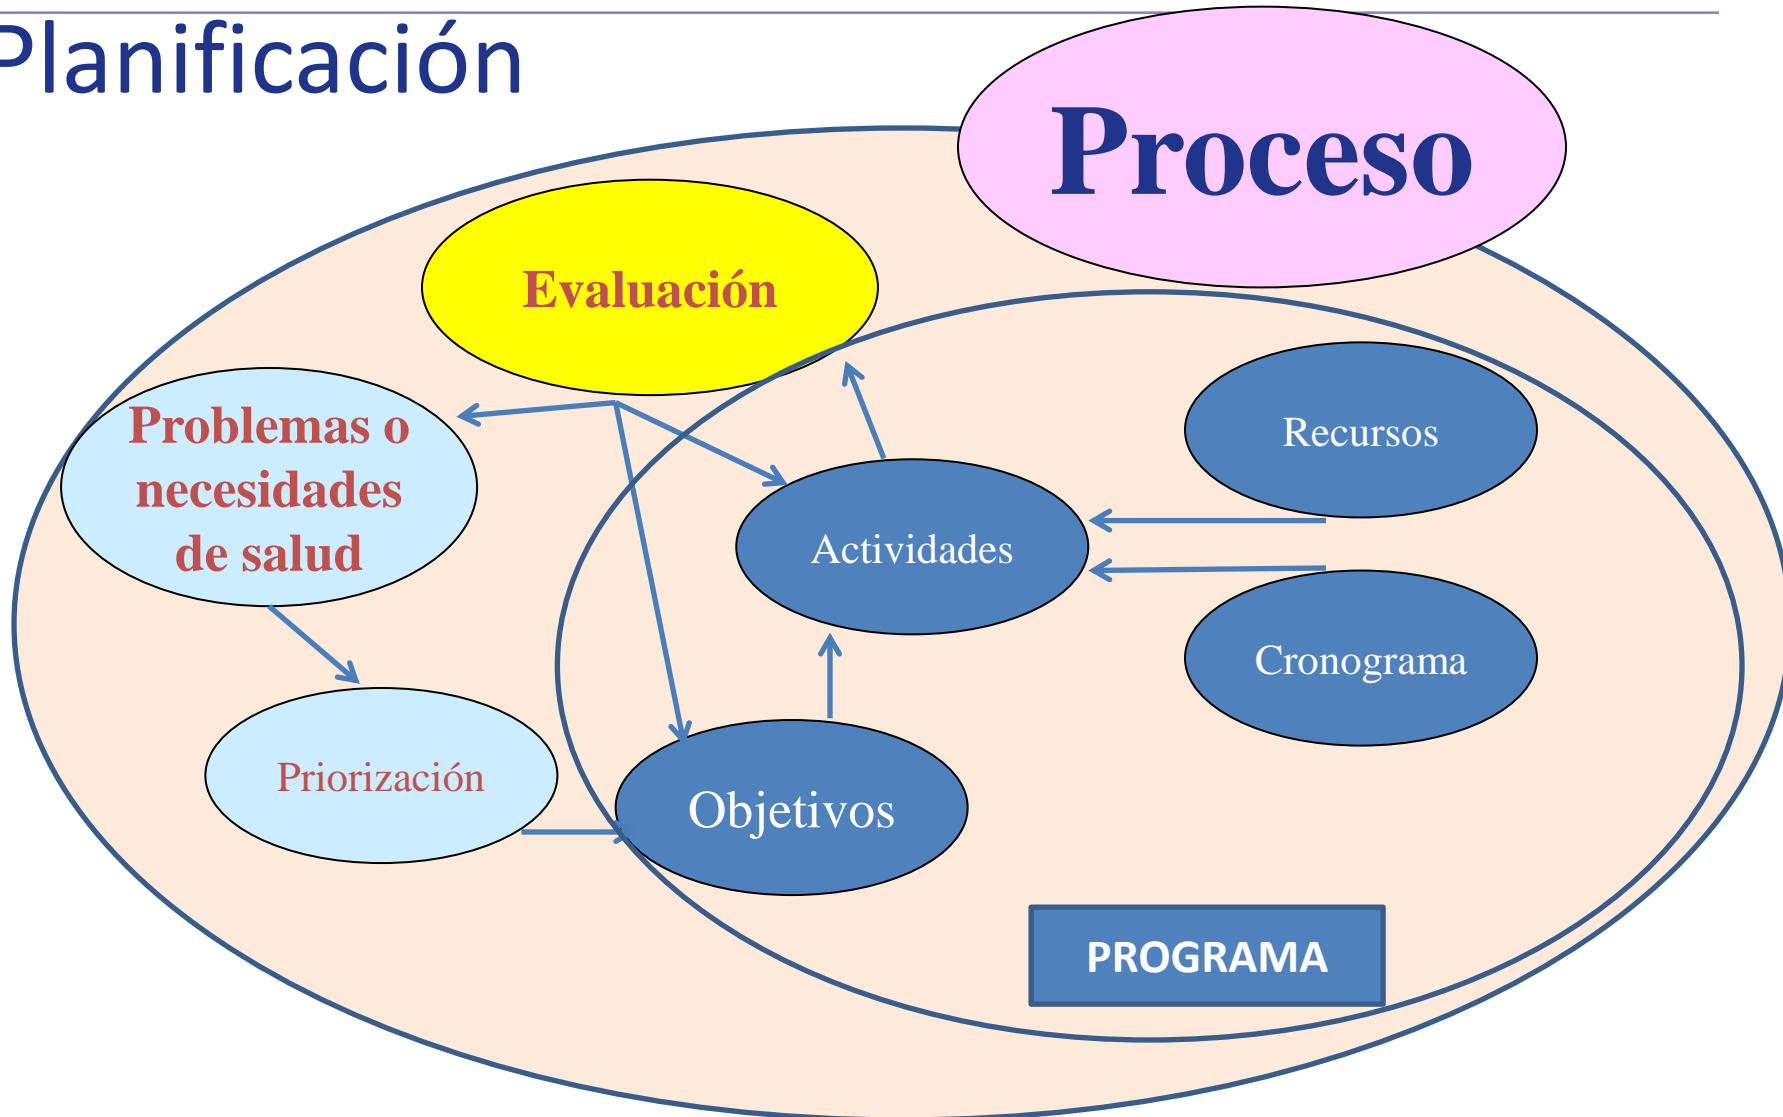 Planificación
Proceso
Evaluación
Problemas o
necesidades
de salud
Recursos
Actividades
Cronograma
Priorización
Objetivos
PROGRAMA